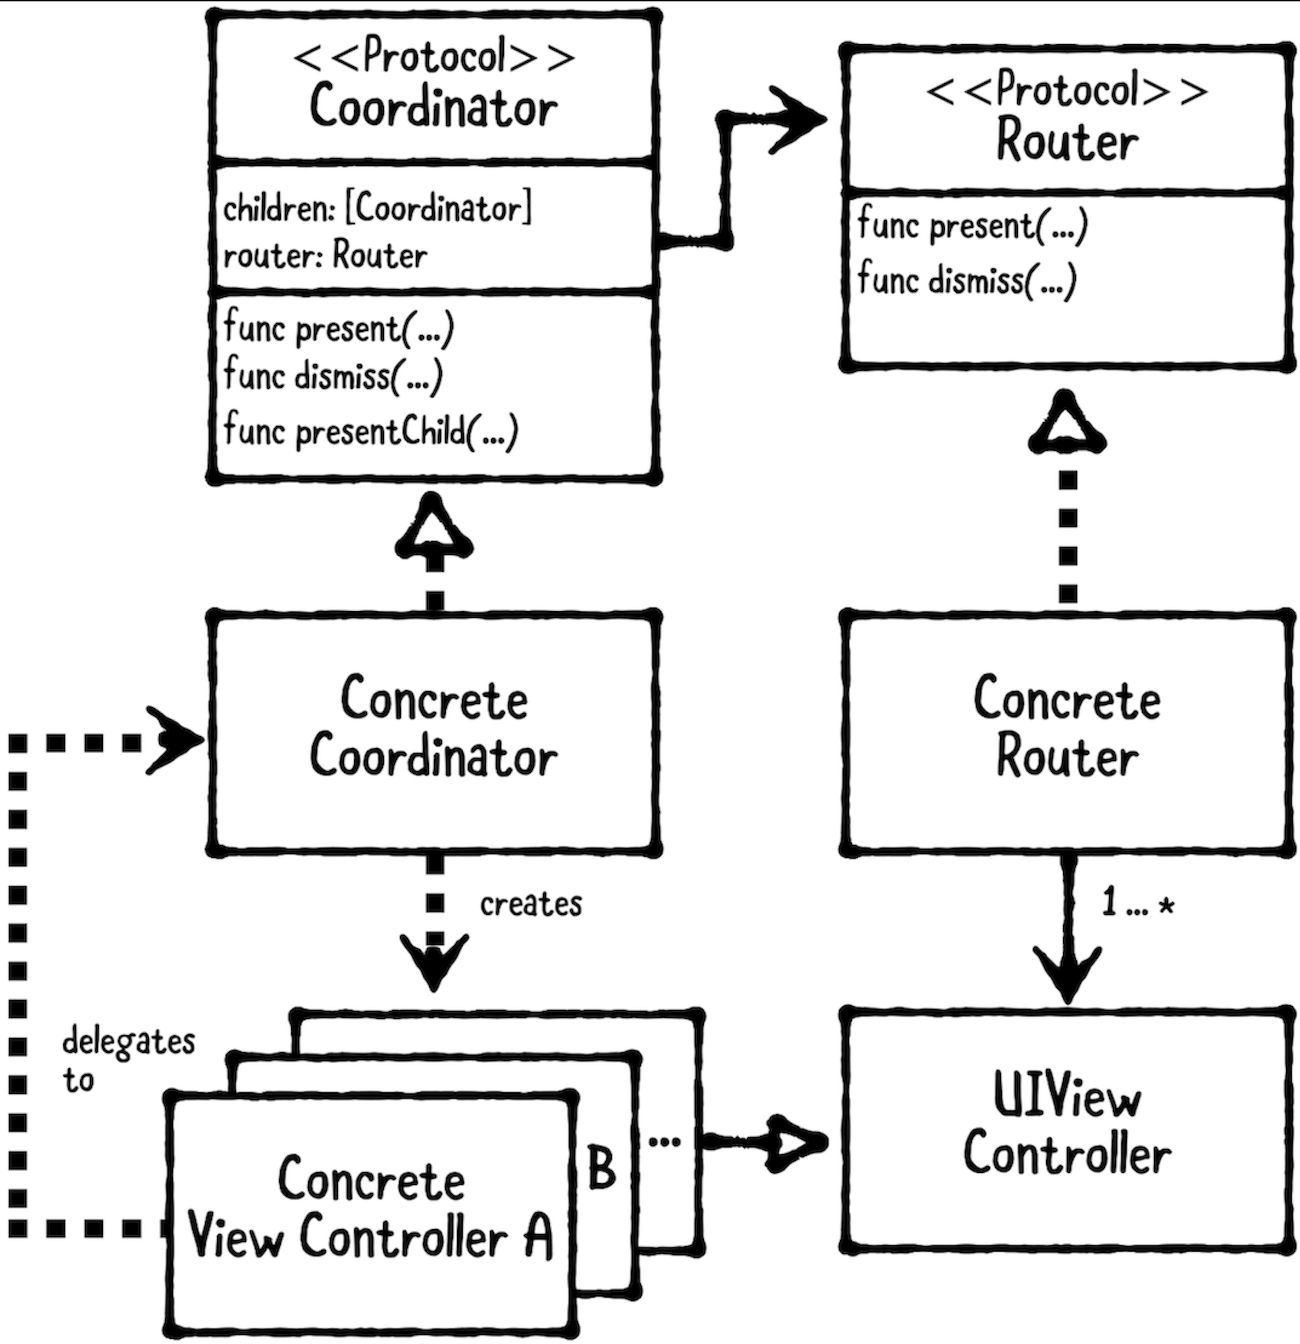 <<Protocol>>
Coordinator
children: [Coordinator]
router: Router
func present(...)
func dismiss(...)
func presentChild(...)
<<Protocol>>
Router
func present(...)
func dismiss(...)
Concrete
Coordinator
Concrete
Router
creates
1 ... *
delegates
to
Concrete
View Controller A
B
...
UIView
Controller